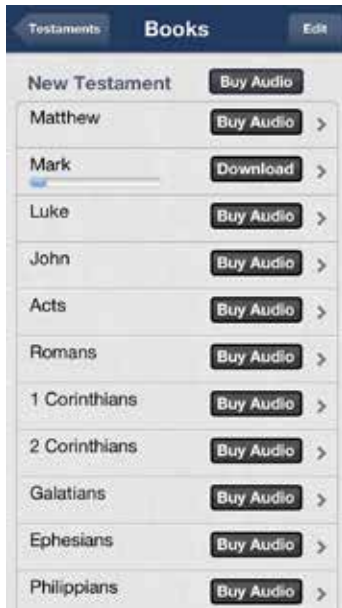 Testaments Books Edit
New Testament Buy Audio
Matthew Buy Audio
Mark Download
Luke Buy Audio
John Buy Audio
Acts Buy Audio
Romans Buy Audio
1 Corinthians Buy Audio
2 Corinthians Buy Audio
Galatians Buy Audio
Ephesians Buy Audio
Philippians Buy Audio